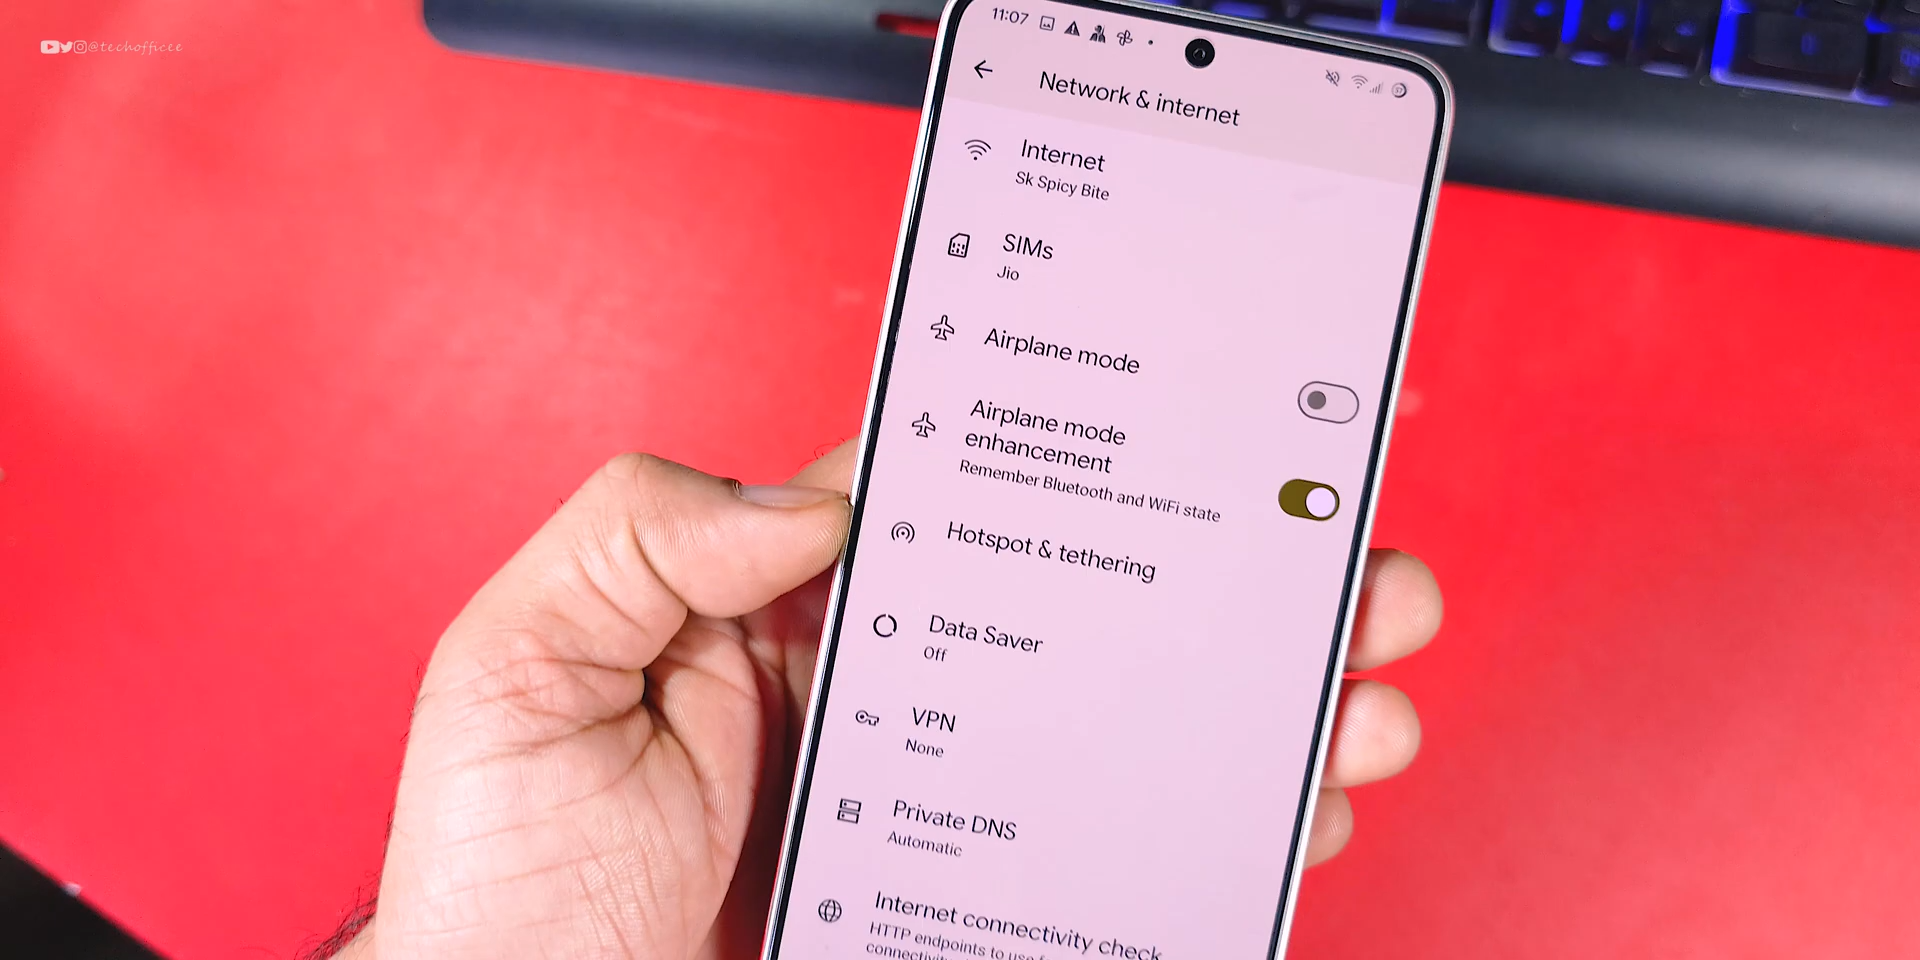 @techofficee
11:07
Network & internet
Internet
Sk Spicy Bite
SIMs
Jio
Airplane mode
Airplane mode
enhancement
Remember Bluetooth and WiFi state
Hotspot & tethering
Data Saver
Off
VPN
None
Private DNS
Automatic
Internet connectivity check
HTTP endpoints to use